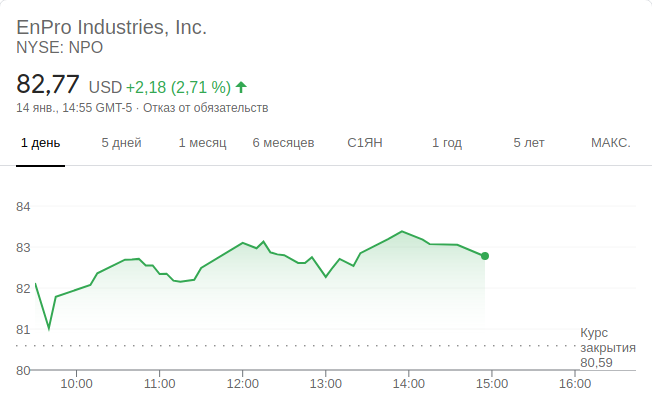 EnPro Industries, Inc.
NYSE: NPO
82,77 USD +2,18 (2,71 %)
14 янв., 14:55 GMT-5 · Отказ от обязательств
1 день 5 дней 1 месяц 6 месяцев С1ЯН 1 год 5 лет МАКС.
84
83
82
81
80
Курс
закрытия
80,59
10:00 11:00 12:00 13:00 14:00 15:00 16:00